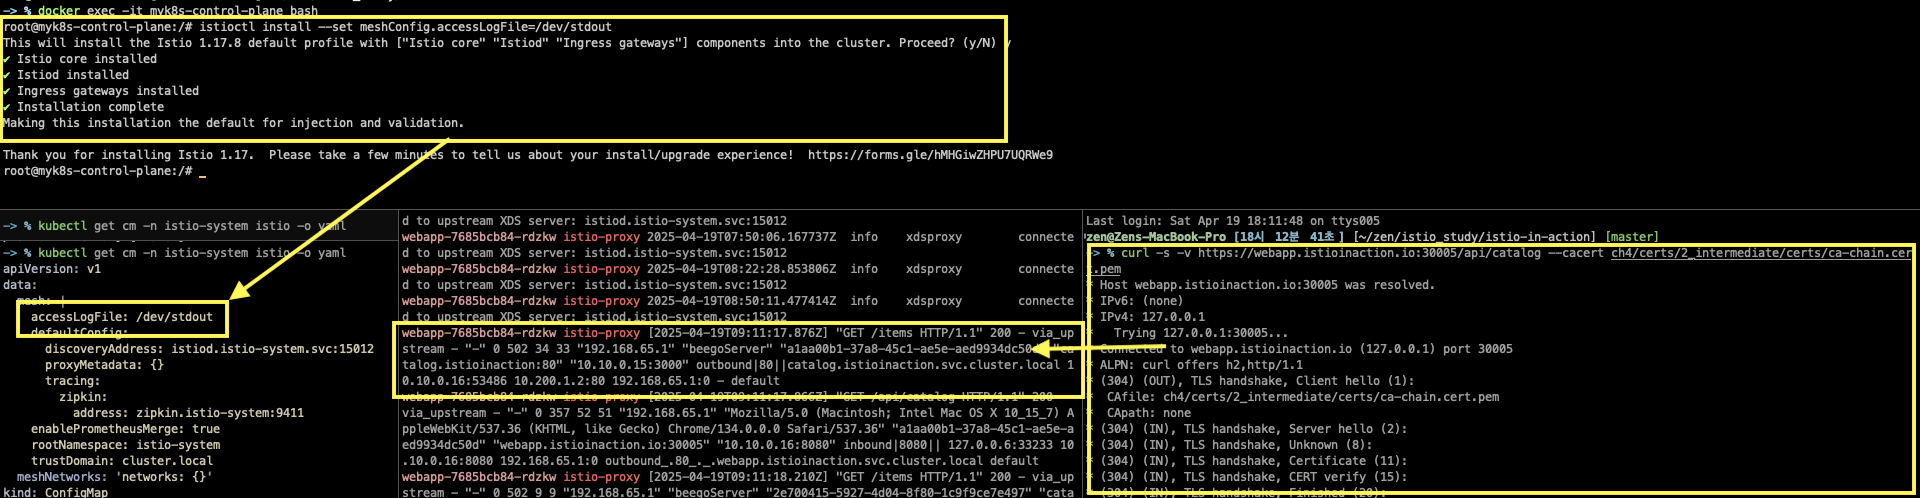 -> % docker exec -it myk8s-control-plane bash
root@myk8s-control-plane:/# istioctl install --set meshConfig.accessLogFile=/dev/stdout
This will install the Istio 1.17.8 default profile with ["Istio core" "Istiod" "Ingress gateways"] components into the cluster. Proceed? (y/N) y
✔ Istio core installed
✔ Istiod installed
✔ Ingress gateways installed
✔ Installation complete
Making this installation the default for injection and validation.
Thank you for installing Istio 1.17.  Please take a few minutes to tell us about your install/upgrade experience!  https://forms.gle/hMHGiwZHPU7UQRWe9
root@myk8s-control-plane:/# _
-> % kubectl get cm -n istio-system istio -o yaml
-> % kubectl get cm -n istio-system istio -o yaml
apiVersion: v1
data:
mesh: |
accessLogFile: /dev/stdout
defaultConfig:
discoveryAddress: istiod.istio-system.svc:15012
proxyMetadata: {}
tracing:
zipkin:
address: zipkin.istio-system:9411
enablePrometheusMerge: true
rootNamespace: istio-system
trustDomain: cluster.local
meshNetworks: 'networks: {}'
kind: ConfigMap
d to upstream XDS server: istiod.istio-system.svc:15012
webapp-7685bcb84-rdzkw istio-proxy 2025-04-19T07:50:06.167737Z  info    xdsproxy        connecte
d to upstream XDS server: istiod.istio-system.svc:15012
webapp-7685bcb84-rdzkw istio-proxy 2025-04-19T08:22:28.853806Z  info    xdsproxy        connecte
d to upstream XDS server: istiod.istio-system.svc:15012
webapp-7685bcb84-rdzkw istio-proxy 2025-04-19T08:50:11.477414Z  info    xdsproxy        connecte
d to upstream XDS server: istiod.istio-system.svc:15012
webapp-7685bcb84-rdzkw istio-proxy [2025-04-19T09:11:17.876Z] "GET /items HTTP/1.1" 200 - via_up
stream - "-" 0 502 34 33 "192.168.65.1" "beegoServer" "a1aa00b1-37a8-45c1-ae5e-aed9934dc50d" "ca
talog.istioinaction:80" "10.10.0.15:3000" outbound|80||catalog.istioinaction.svc.cluster.local 1
0.10.0.16:53486 10.200.1.2:80 192.168.65.1:0 - default
webapp-7685bcb84-rdzkw istio-proxy [2025-04-19T09:11:17.866Z] "GET /api/catalog HTTP/1.1" 200
via_upstream - "-" 0 357 52 51 "192.168.65.1" "Mozilla/5.0 (Macintosh; Intel Mac OS X 10_15_7) A
ppleWebKit/537.36 (KHTML, like Gecko) Chrome/134.0.0.0 Safari/537.36" "a1aa00b1-37a8-45c1-ae5e-a
ed9934dc50d" "webapp.istioinaction.io:30005" "10.10.0.16:8080" inbound|8080|| 127.0.0.6:33233 10
.10.0.16:8080 192.168.65.1:0 outbound_.80_._.webapp.istioinaction.svc.cluster.local default
webapp-7685bcb84-rdzkw istio-proxy [2025-04-19T09:11:18.210Z] "GET /items HTTP/1.1" 200 - via_up
stream - "-" 0 502 9 9 "192.168.65.1" "beegoServer" "2e700415-5927-4d04-8f80-1c9f9ce7e497" "cata
Last login: Sat Apr 19 18:11:48 on ttys005
zen@Zens-MacBook-Pro [18시 12분 41초] [~/zen/istio_study/istio-in-action] [master]
-> % curl -s -v https://webapp.istioinaction.io:30005/api/catalog --cacert ch4/certs/2_intermediate/certs/ca-chain.cer
t.pem
* Host webapp.istioinaction.io:30005 was resolved.
* IPv6: (none)
* IPv4: 127.0.0.1
*   Trying 127.0.0.1:30005...
* Connected to webapp.istioinaction.io (127.0.0.1) port 30005
* ALPN: curl offers h2,http/1.1
* (304) (OUT), TLS handshake, Client hello (1):
*  CAfile: ch4/certs/2_intermediate/certs/ca-chain.cert.pem
*  CApath: none
* (304) (IN), TLS handshake, Server hello (2):
* (304) (IN), TLS handshake, Unknown (8):
* (304) (IN), TLS handshake, Certificate (11):
* (304) (IN), TLS handshake, CERT verify (15):
* (304) (IN), TLS handshake, Finished (20):